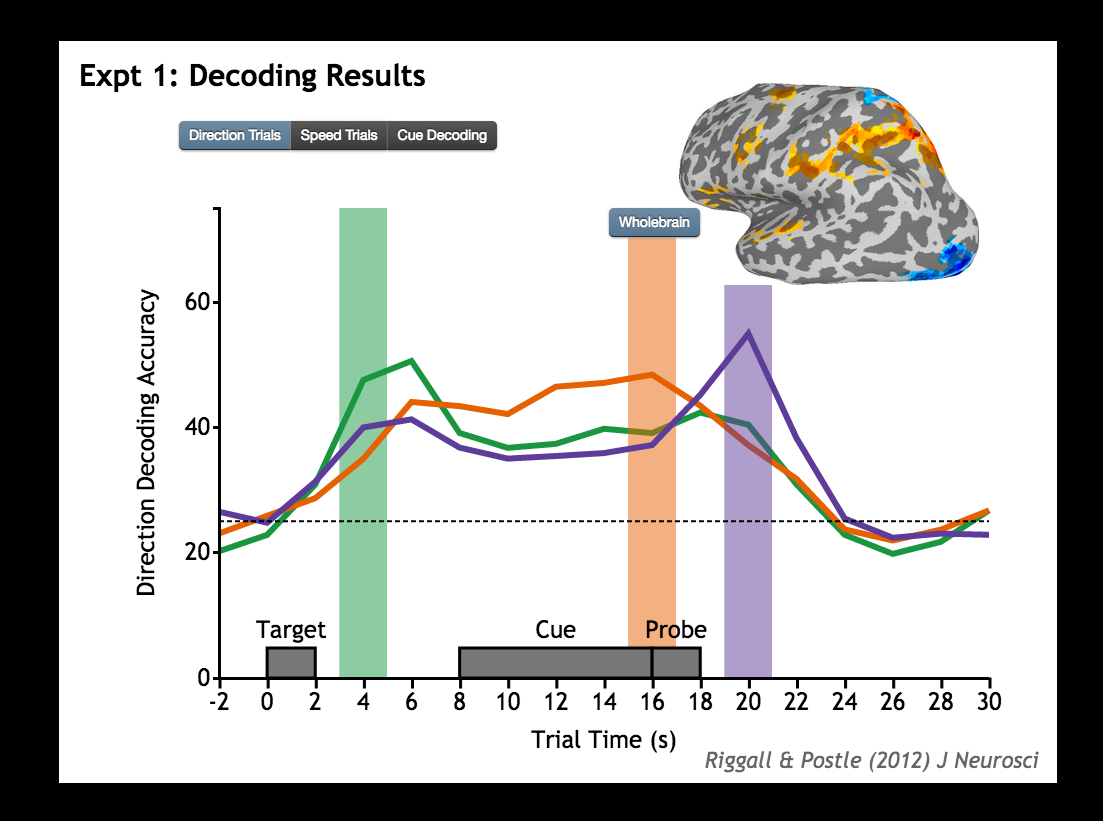 Expt 1: Decoding Results
Direction Trials Speed Trials Cue Decoding
Wholebrain
Direction Decoding Accuracy
60
40
20
0
Target Cue Probe
-2 0 2 4 6 8 10 12 14 16 18 20 22 24 26 28 30
Trial Time (s)
Riggall & Postle (2012) J Neurosci